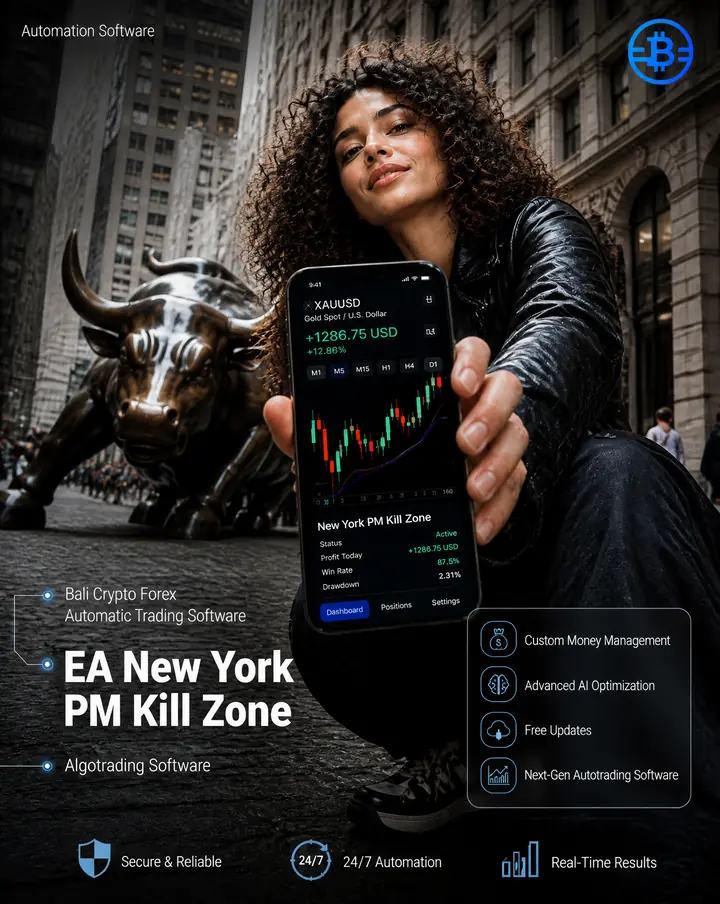 Automation Software
9:41
XAUUSD
Gold Spot / U.S. Dollar
+1286.75 USD
+12.86%
M1 M5 M15 H1 H4 D1
New York PM Kill Zone
Status Active
Profit Today +1286.75 USD
Win Rate 87.5%
Drawdown 2.31%
Dashboard Positions Settings
Bali Crypto Forex
Automatic Trading Software
EA New York
PM Kill Zone
Algotrading Software
Custom Money Management
Advanced AI Optimization
Free Updates
Next-Gen Autotrading Software
Secure & Reliable
24/7
24/7 Automation
Real-Time Results